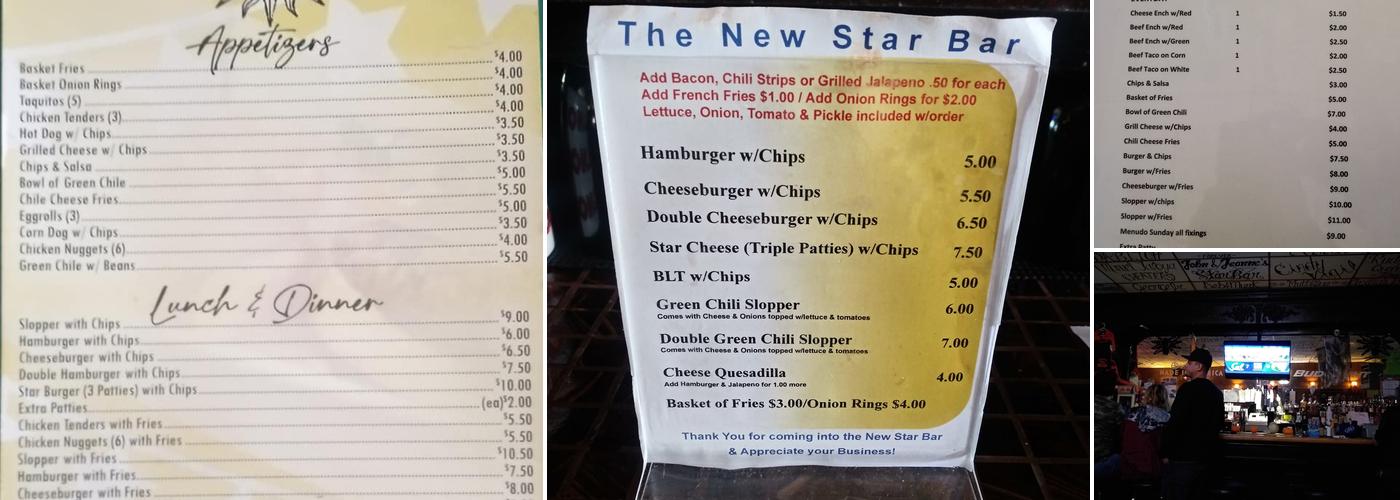 Appetizers
Basket Fries $4.00
Basket Onion Rings $4.00
Taquitos (5) $4.00
Chicken Tenders (3) $4.00
Hot Dog w/ Chips $3.50
Grilled Cheese w/ Chips $3.50
Chips & Salsa $3.50
Bowl of Green Chile $5.00
Chile Cheese Fries $5.50
Eggrolls (3) $5.00
Corn Dog w/ Chips $3.50
Chicken Nuggets (6) $4.00
Green Chile w/ Beans $5.50
Lunch & Dinner
Slopper with Chips $9.00
Hamburger with Chips $6.00
Cheeseburger with Chips $6.50
Double Hamburger with Chips $7.50
Star Burger (3 Patties) with Chips $10.00
Extra Patties (ea)$2.00
Chicken Tenders with Fries $5.50
Chicken Nuggets (6) with Fries $5.50
Slopper with Fries $10.50
Hamburger with Fries $7.50
Cheeseburger with Fries $8.00
The New Star Bar
Add Bacon, Chili Strips or Grilled Jalapeno .50 for each
Add French Fries $1.00 / Add Onion Rings for $2.00
Lettuce, Onion, Tomato & Pickle included w/order
Hamburger w/Chips 5.00
Cheeseburger w/Chips 5.50
Double Cheeseburger w/Chips 6.50
Star Cheese (Triple Patties) w/Chips 7.50
BLT w/Chips 5.00
Green Chili Slopper 6.00
Comes with Cheese & Onions topped w/lettuce & tomatoes
Double Green Chili Slopper 7.00
Comes with Cheese & Onions topped w/lettuce & tomatoes
Cheese Quesadilla 4.00
Add Hamburger & Jalapeno for 1.00 more
Basket of Fries $3.00/Onion Rings $4.00
Thank You for coming into the New Star Bar
& Appreciate your Business!
Cheese Ench w/Red 1 $1.50
Beef Ench w/Red 1 $2.00
Beef Ench w/Green 1 $2.50
Beef Taco on Corn 1 $2.00
Beef Taco on White 1 $2.50
Chips & Salsa $3.00
Basket of Fries $5.00
Bowl of Green Chili $7.00
Grill Cheese w/Chips $4.00
Chili Cheese Fries $5.00
Burger & Chips $7.50
Burger w/Fries $8.00
Cheeseburger w/Fries $9.00
Slopper w/chips $10.00
Slopper w/Fries $11.00
Menudo Sunday all fixings $9.00
Extra Patty
John & Jeanne's
Star Bar
BUD